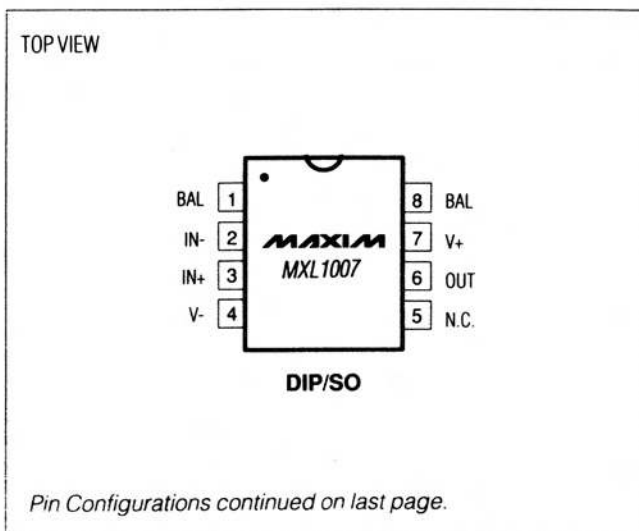 TOP VIEW
BAL 1 8 BAL
IN- 2 MAXIM 7 V+
IN+ 3 MXL1007 6 OUT
V- 4 5 N.C.
DIP/SO
Pin Configurations continued on last page.